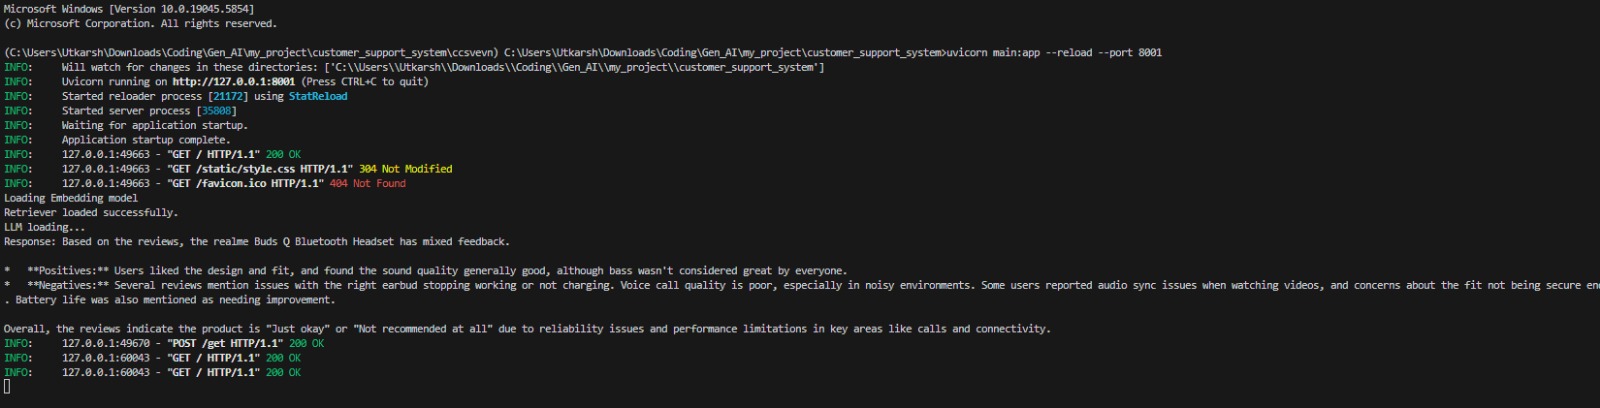 Microsoft Windows [Version 10.0.19045.5854]
(c) Microsoft Corporation. All rights reserved.
(C:\Users\Utkarsh\Downloads\Coding\Gen_AI\my_project\customer_support_system\ccsvevn) C:\Users\Utkarsh\Downloads\Coding\Gen_AI\my_project\customer_support_system>uvicorn main:app --reload --port 8001
INFO:     Will watch for changes in these directories: ['C:\\Users\\Utkarsh\\Downloads\\Coding\\Gen_AI\\my_project\\customer_support_system']
INFO:     Uvicorn running on http://127.0.0.1:8001 (Press CTRL+C to quit)
INFO:     Started reloader process [21172] using StatReload
INFO:     Started server process [35808]
INFO:     Waiting for application startup.
INFO:     Application startup complete.
INFO:     127.0.0.1:49663 - "GET / HTTP/1.1" 200 OK
INFO:     127.0.0.1:49663 - "GET /static/style.css HTTP/1.1" 304 Not Modified
INFO:     127.0.0.1:49663 - "GET /favicon.ico HTTP/1.1" 404 Not Found
Loading Embedding model
Retriever loaded successfully.
LLM loading...
Response: Based on the reviews, the realme Buds Q Bluetooth Headset has mixed feedback.
*   **Positives:** Users liked the design and fit, and found the sound quality generally good, although bass wasn't considered great by everyone.
*   **Negatives:** Several reviews mention issues with the right earbud stopping working or not charging. Voice call quality is poor, especially in noisy environments. Some users reported audio sync issues when watching videos, and concerns about the fit not being secure
. Battery life was also mentioned as needing improvement.
Overall, the reviews indicate the product is "Just okay" or "Not recommended at all" due to reliability issues and performance limitations in key areas like calls and connectivity.
INFO:     127.0.0.1:49670 - "POST /get HTTP/1.1" 200 OK
INFO:     127.0.0.1:60043 - "GET / HTTP/1.1" 200 OK
INFO:     127.0.0.1:60043 - "GET / HTTP/1.1" 200 OK